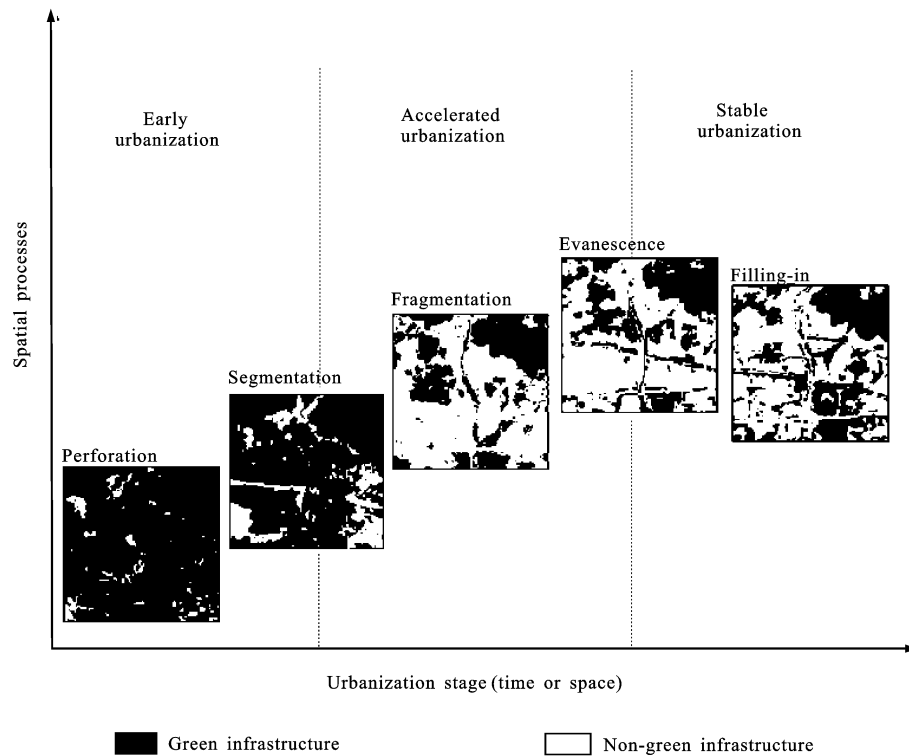 Early
urbanization
Accelerated
urbanization
Stable
urbanization
Spatial processes
Evanescence
Filling-in
Fragmentation
Segmentation
Perforation
Urbanization stage (time or space)
Green infrastructure
Non-green infrastructure